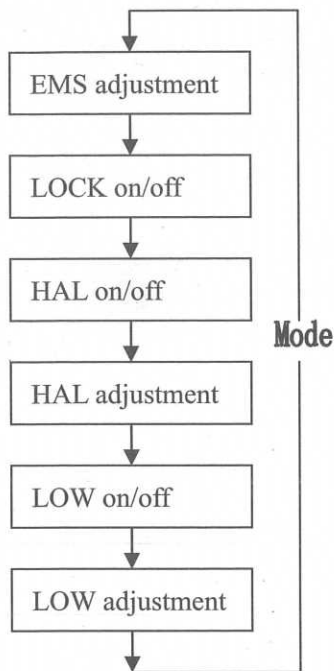 EMS adjustment
LOCK on/off
HAL on/off
Mode
HAL adjustment
LOW on/off
LOW adjustment